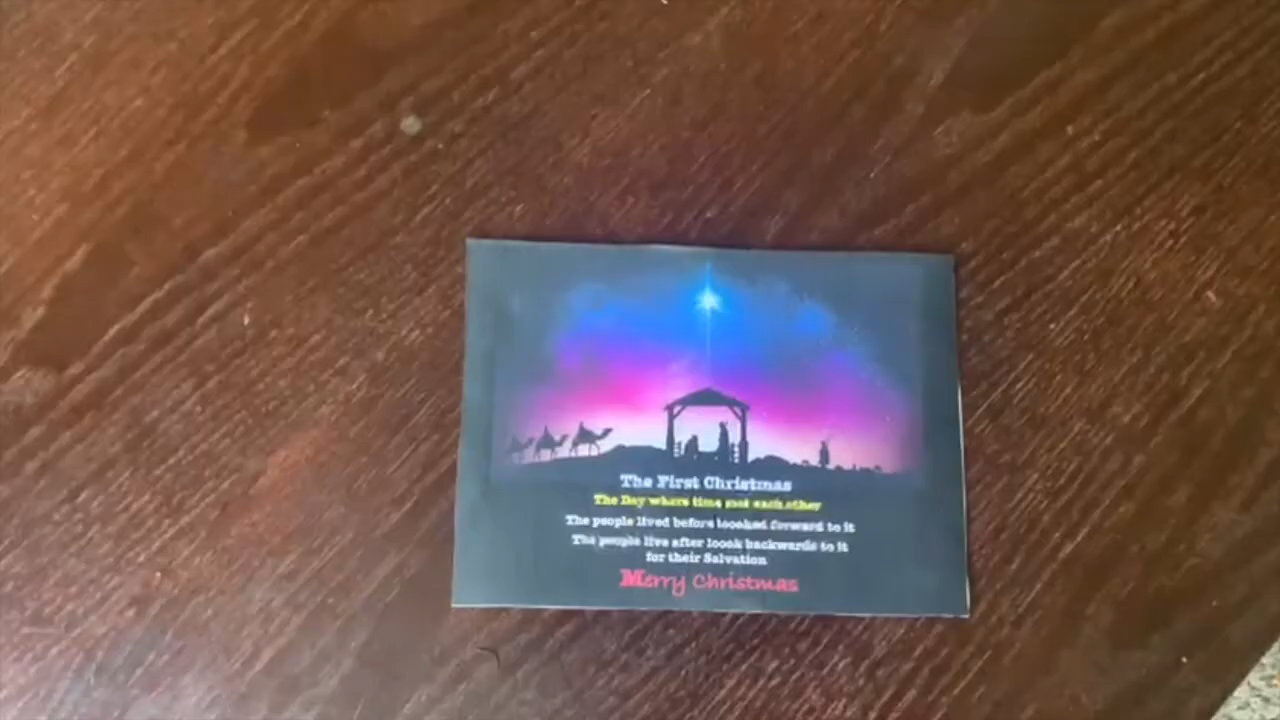 The First Christmas
The Day where time met each other
The people lived before loooked forward to it
The people live after loook backwards to it
for their Salvation
Merry Christmas